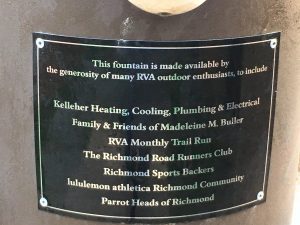 This fountain is made available by
the generosity of many RVA outdoor enthusiasts, to include
Kelleher Heating, Cooling, Plumbing & Electrical
Family & Friends of Madeleine M. Buller
RVA Monthly Trail Run
The Richmond Road Runners Club
Richmond Sports Backers
lululemon athletica Richmond Community
Parrot Heads of Richmond